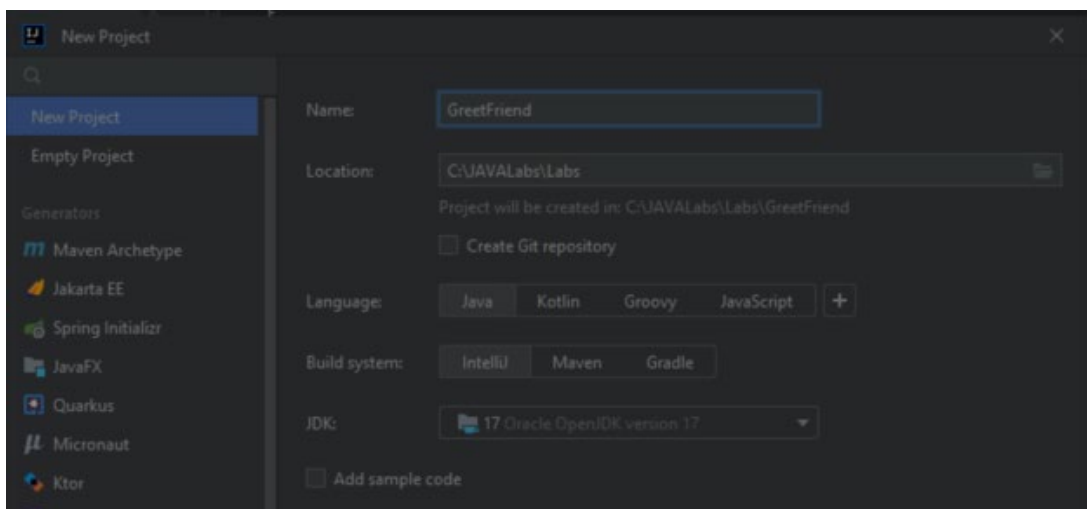 New Project
New Project
Empty Project
Generators
Maven Archetype
Jakarta EE
Spring Initializr
JavaFX
Quarkus
Micronaut
Ktor
Name:
GreetFriend
Location:
C:\JAVALabs\Labs
Project will be created in: C:\JAVALabs\Labs\GreetFriend
Create Git repository
Language:
Java Kotlin Groovy JavaScript +
Build system:
IntelliJ Maven Gradle
JDK:
17 Oracle OpenJDK version 17
Add sample code